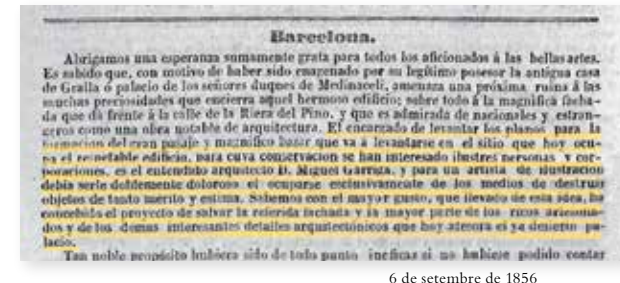 Barcelona.
Abrigamos una esperanza sumamente grata para todos los aficionados á las bellas artes.
Es sabido que, con motivo de haber sido enagenado por su legítimo posesor la antigua casa
de Gralla ó palacio de los señores duques de Medinaceli, amenaza una próxima ruina á las
muchas preciosidades que encierra aquel hermoso edificio; sobre todo á la magnífica facha-
da que dá frente á la calle de la Riera del Pino, y que es admirada de nacionales y estran-
geros como una obra notable de arquitectura. El encargado de levantar los planos para la
formacion del gran pasaje y magnífico bazar que va á levantarse en el sitio que hoy ocu-
pa el respetable edificio, para cuya conservacion se han interesado ilustres personas y cor-
poraciones, es el entendido arquitecto D. Miguel Garriga, y para un artista de ilustracion
debia serle doblemente doloroso el ocuparse esclusivamente de los medios de destruir
objetos de tanto mérito y estima. Sabemos con el mayor gusto, que llevado de esta idea, ha
concebido el proyecto de salvar la referida fachada y la mayor parte de los ricos artesona-
dos y de los demas interesantes detalles arquitectónicos que hoy atesora el ya desierto pa-
lacio.
Tan noble propósito hubiera sido de todo punto ineficaz si no hubiese podido contar
6 de setembre de 1856